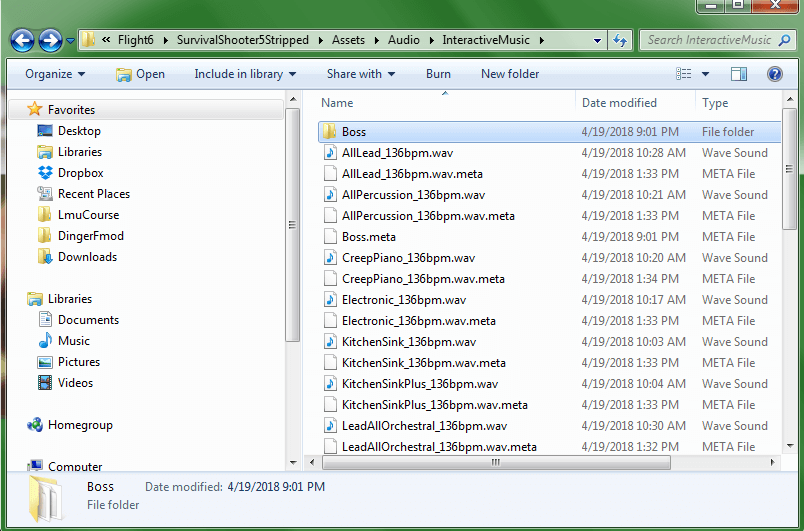 « Flight6 SurvivalShooter5Stripped Assets Audio InteractiveMusic Search InteractiveMusic
Organize Open Include in library Share with Burn New folder
Favorites
Desktop
Libraries
Dropbox
Recent Places
LmuCourse
DingerFmod
Downloads
Libraries
Documents
Music
Pictures
Videos
Homegroup
Computer
Name Date modified Type
Boss 4/19/2018 9:01 PM File folder
AllLead_136bpm.wav 4/19/2018 10:28 AM Wave Sound
AllLead_136bpm.wav.meta 4/19/2018 1:33 PM META File
AllPercussion_136bpm.wav 4/19/2018 10:21 AM Wave Sound
AllPercussion_136bpm.wav.meta 4/19/2018 1:33 PM META File
Boss.meta 4/19/2018 9:01 PM META File
CreepPiano_136bpm.wav 4/19/2018 10:20 AM Wave Sound
CreepPiano_136bpm.wav.meta 4/19/2018 1:34 PM META File
Electronic_136bpm.wav 4/19/2018 10:17 AM Wave Sound
Electronic_136bpm.wav.meta 4/19/2018 1:33 PM META File
KitchenSink_136bpm.wav 4/19/2018 10:03 AM Wave Sound
KitchenSink_136bpm.wav.meta 4/19/2018 1:33 PM META File
KitchenSinkPlus_136bpm.wav 4/19/2018 10:04 AM Wave Sound
KitchenSinkPlus_136bpm.wav.meta 4/19/2018 1:33 PM META File
LeadAllOrchestral_136bpm.wav 4/19/2018 10:30 AM Wave Sound
LeadAllOrchestral_136bpm.wav.meta 4/19/2018 1:32 PM META File
Boss Date modified: 4/19/2018 9:01 PM
File folder